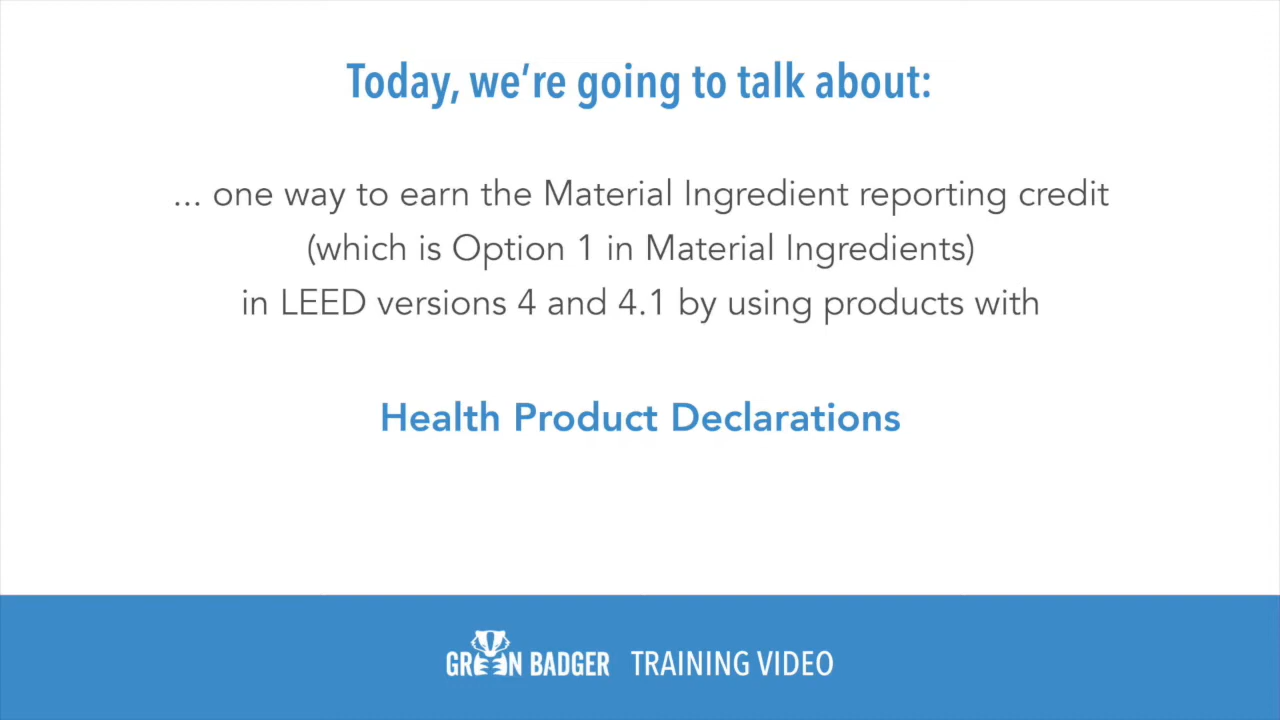 Today, we're going to talk about:
... one way to earn the Material Ingredient reporting credit
(which is Option 1 in Material Ingredients)
in LEED versions 4 and 4.1 by using products with
Health Product Declarations
GREEN BADGER TRAINING VIDEO